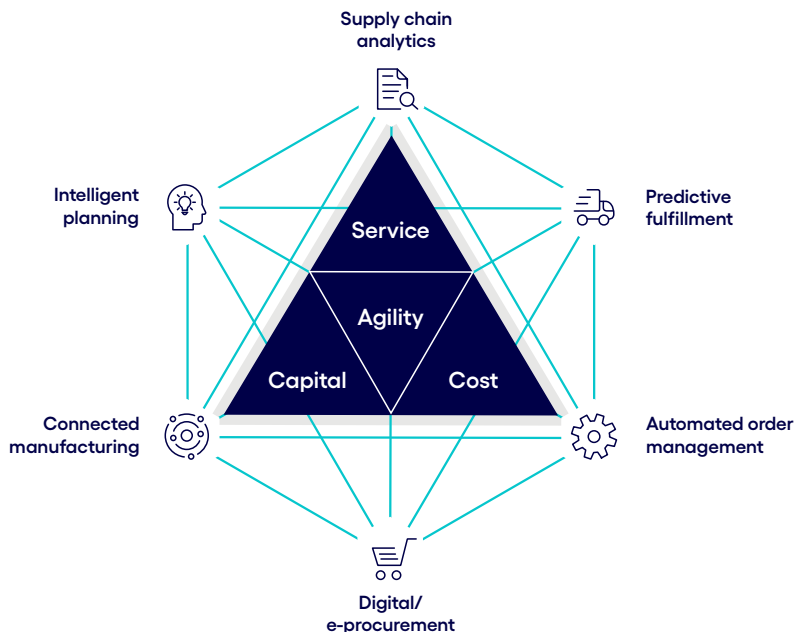 Supply chain
analytics
Intelligent
planning
Predictive
fulfillment
Service
Agility
Capital
Cost
Connected
manufacturing
Automated order
management
Digital/
e-procurement